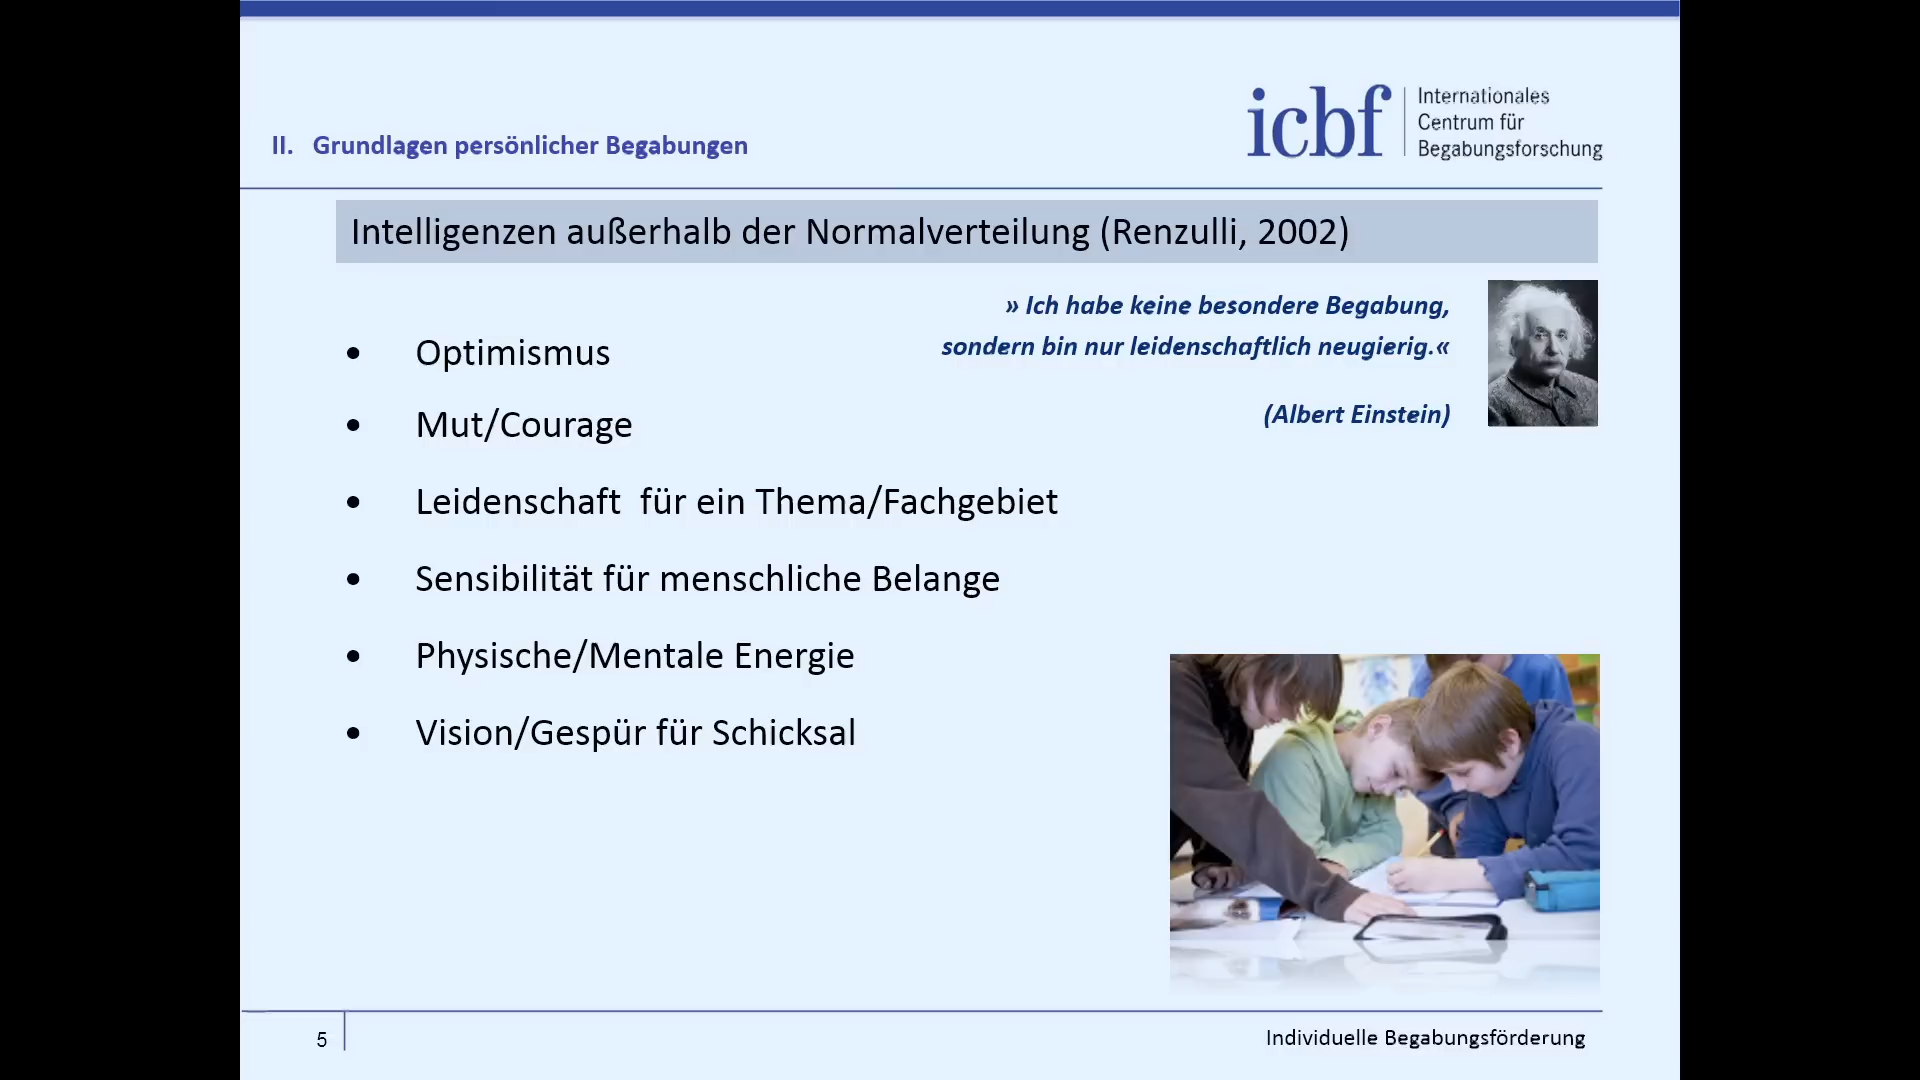 II. Grundlagen persönlicher Begabungen
icbf
Internationales
Centrum für
Begabungsforschung
Intelligenzen außerhalb der Normalverteilung (Renzulli, 2002)
» Ich habe keine besondere Begabung,
sondern bin nur leidenschaftlich neugierig.«
(Albert Einstein)
• Optimismus
• Mut/Courage
• Leidenschaft für ein Thema/Fachgebiet
• Sensibilität für menschliche Belange
• Physische/Mentale Energie
• Vision/Gespür für Schicksal
5
Individuelle Begabungsförderung